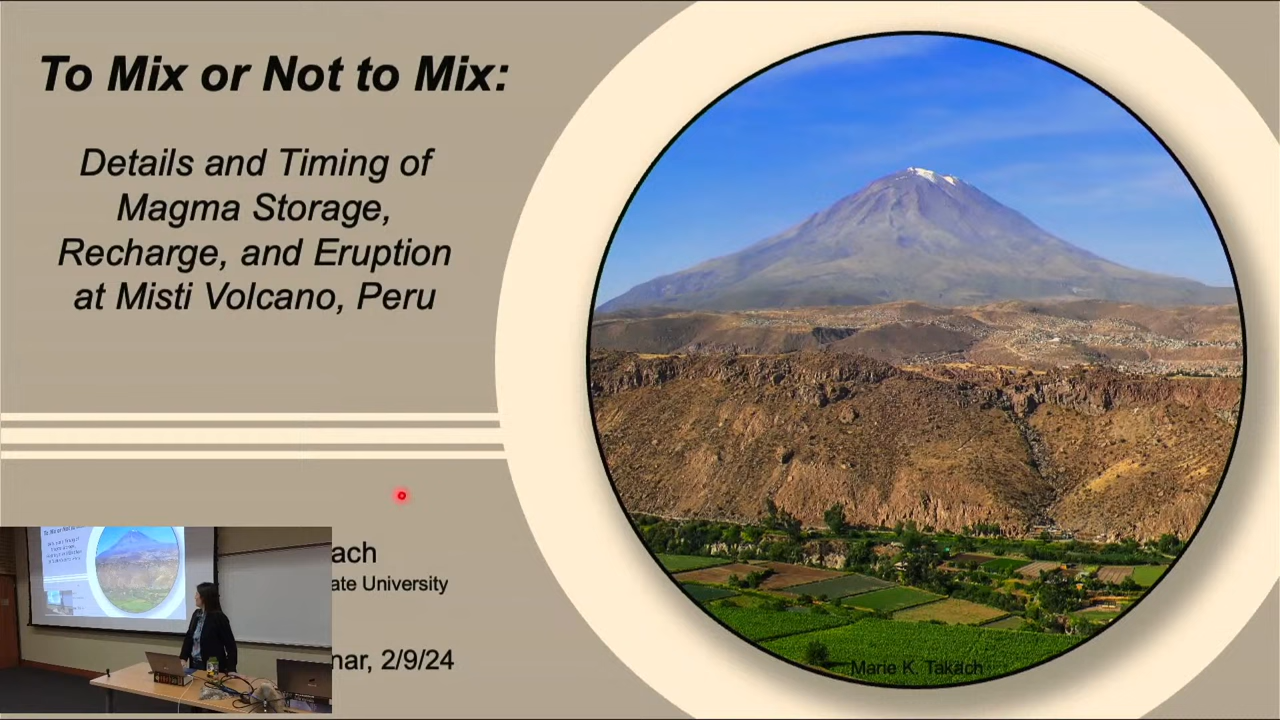 To Mix or Not to Mix:
Details and Timing of
Magma Storage,
Recharge, and Eruption
at Misti Volcano, Peru
ach
ate University
nar, 2/9/24
Marie K. Takach